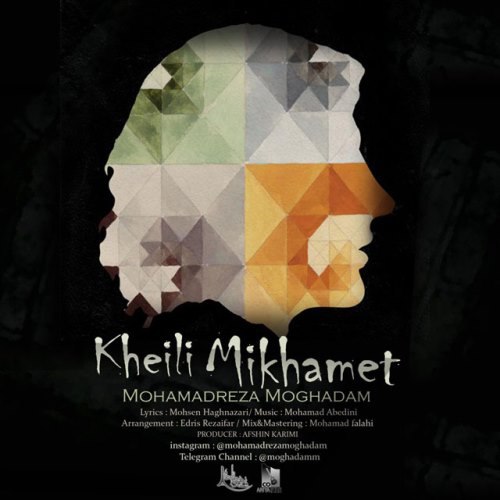 Kheili Mikhamet
MOHAMADREZA MOGHADAM
Lyrics : Mohsen Haghnazari/ Music : Mohamad Abedini
Arrangement : Edris Rezaifar / Mix&Mastering : Mohamad falahi
PRODUCER : AFSHIN KARIMI
instagram : @mohamadrezamoghadam
Telegram Channel : @moghadamm